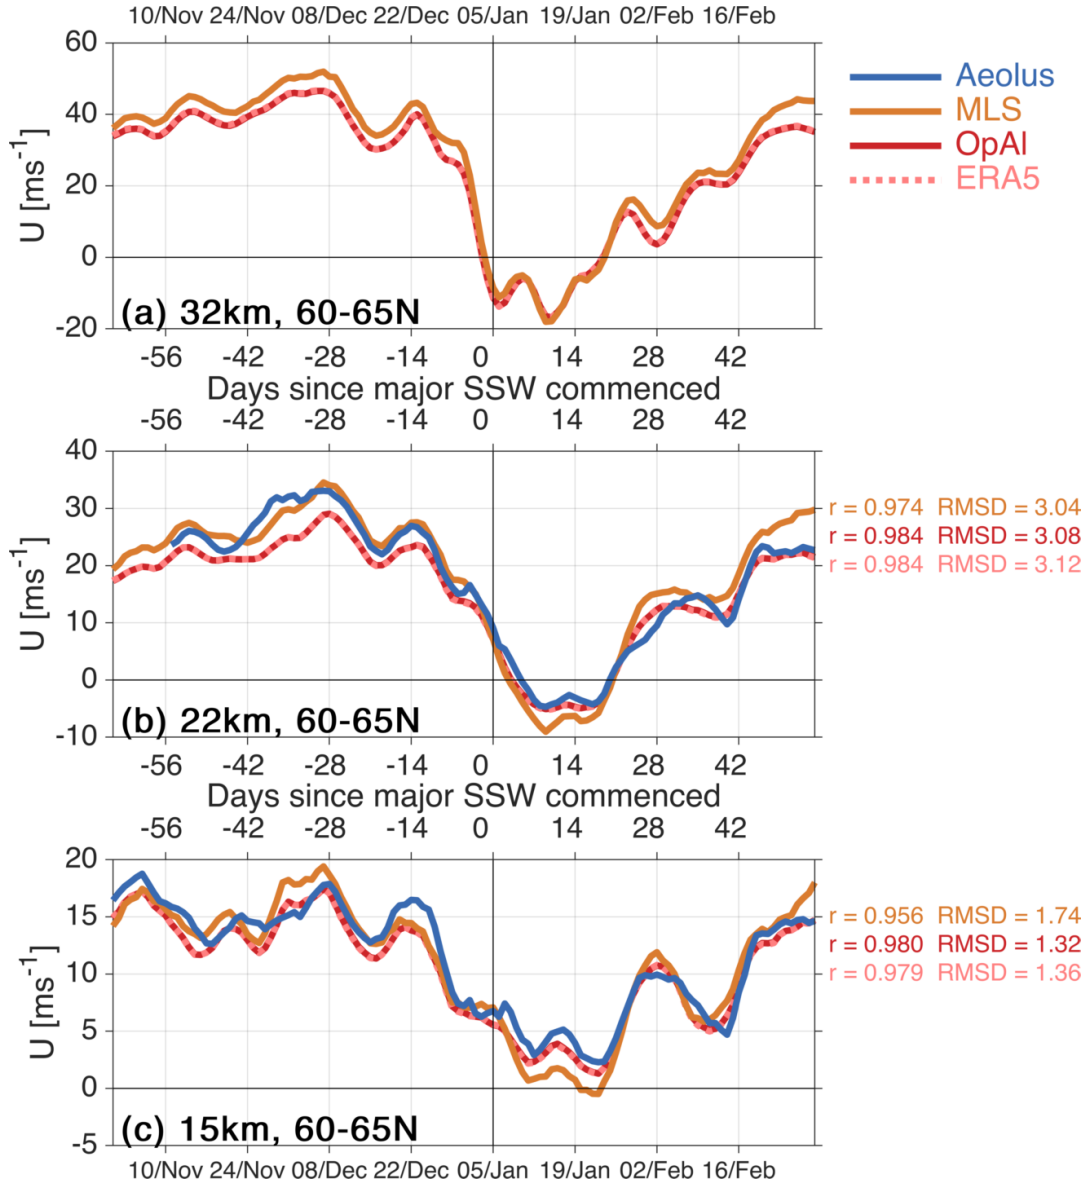 10/Nov 24/Nov 08/Dec 22/Dec 05/Jan 19/Jan 02/Feb 16/Feb
60
40
20
0
-20
U [ms-1]
(a) 32km, 60-65N
Aeolus
MLS
OpAl
ERA5
-56 -42 -28 -14 0 14 28 42
Days since major SSW commenced
-56 -42 -28 -14 0 14 28 42
40
30
20
10
0
-10
U [ms-1]
(b) 22km, 60-65N
r = 0.974 RMSD = 3.04
r = 0.984 RMSD = 3.08
r = 0.984 RMSD = 3.12
-56 -42 -28 -14 0 14 28 42
Days since major SSW commenced
-56 -42 -28 -14 0 14 28 42
20
15
10
5
0
-5
U [ms-1]
(c) 15km, 60-65N
r = 0.956 RMSD = 1.74
r = 0.980 RMSD = 1.32
r = 0.979 RMSD = 1.36
10/Nov 24/Nov 08/Dec 22/Dec 05/Jan 19/Jan 02/Feb 16/Feb